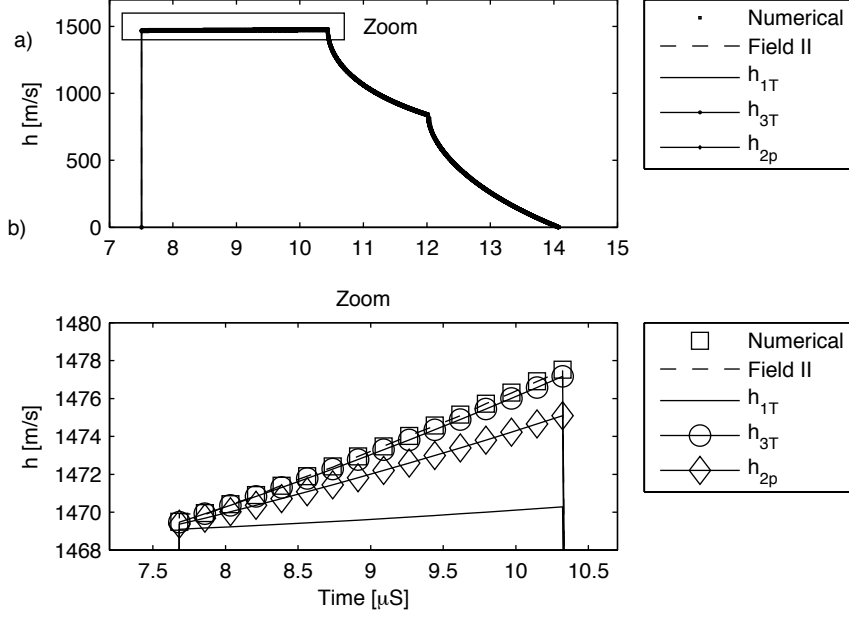 a)
1500
1000
500
0
h [m/s]
Zoom
7 8 9 10 11 12 13 14 15
Numerical
Field II
h1T
h3T
h2p
b)
Zoom
1480
1478
1476
1474
1472
1470
1468
h [m/s]
7.5 8 8.5 9 9.5 10 10.5
Time [μS]
Numerical
Field II
h1T
h3T
h2p